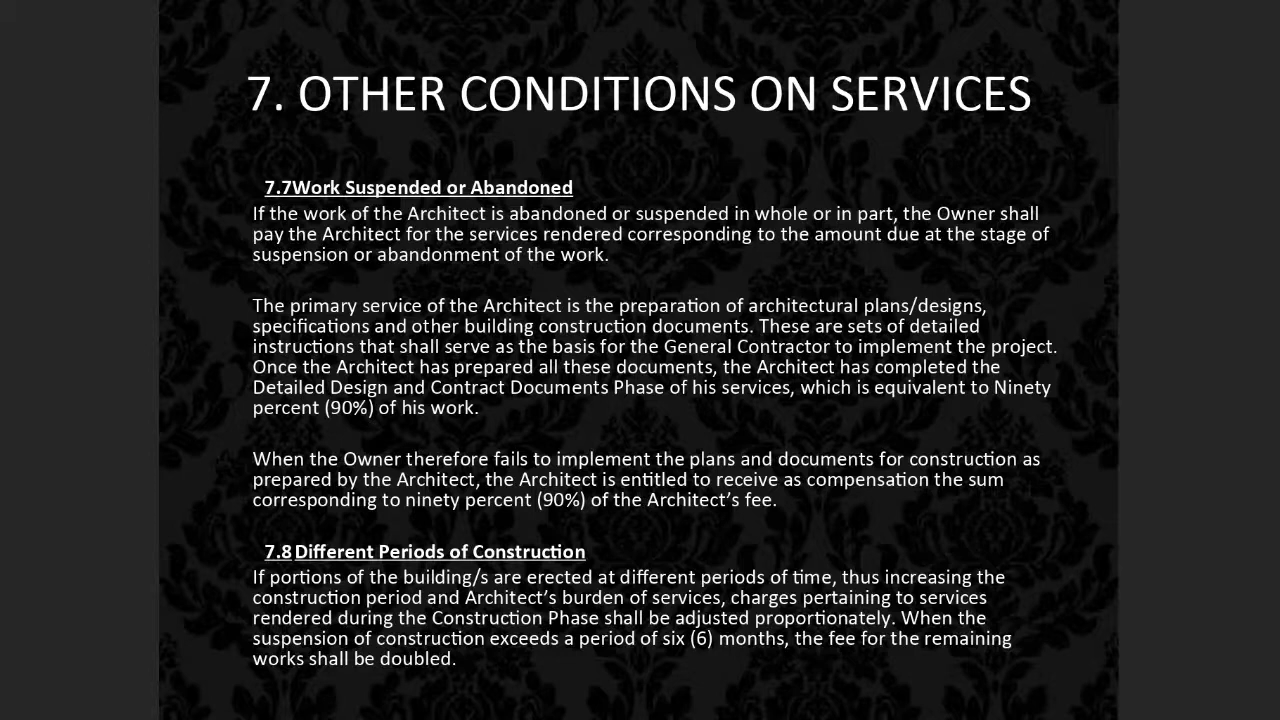 7. OTHER CONDITIONS ON SERVICES
7.7Work Suspended or Abandoned
If the work of the Architect is abandoned or suspended in whole or in part, the Owner shall
pay the Architect for the services rendered corresponding to the amount due at the stage of
suspension or abandonment of the work.
The primary service of the Architect is the preparation of architectural plans/designs,
specifications and other building construction documents. These are sets of detailed
instructions that shall serve as the basis for the General Contractor to implement the project.
Once the Architect has prepared all these documents, the Architect has completed the
Detailed Design and Contract Documents Phase of his services, which is equivalent to Ninety
percent (90%) of his work.
When the Owner therefore fails to implement the plans and documents for construction as
prepared by the Architect, the Architect is entitled to receive as compensation the sum
corresponding to ninety percent (90%) of the Architect’s fee.
7.8 Different Periods of Construction
If portions of the building/s are erected at different periods of time, thus increasing the
construction period and Architect’s burden of services, charges pertaining to services
rendered during the Construction Phase shall be adjusted proportionately. When the
suspension of construction exceeds a period of six (6) months, the fee for the remaining
works shall be doubled.